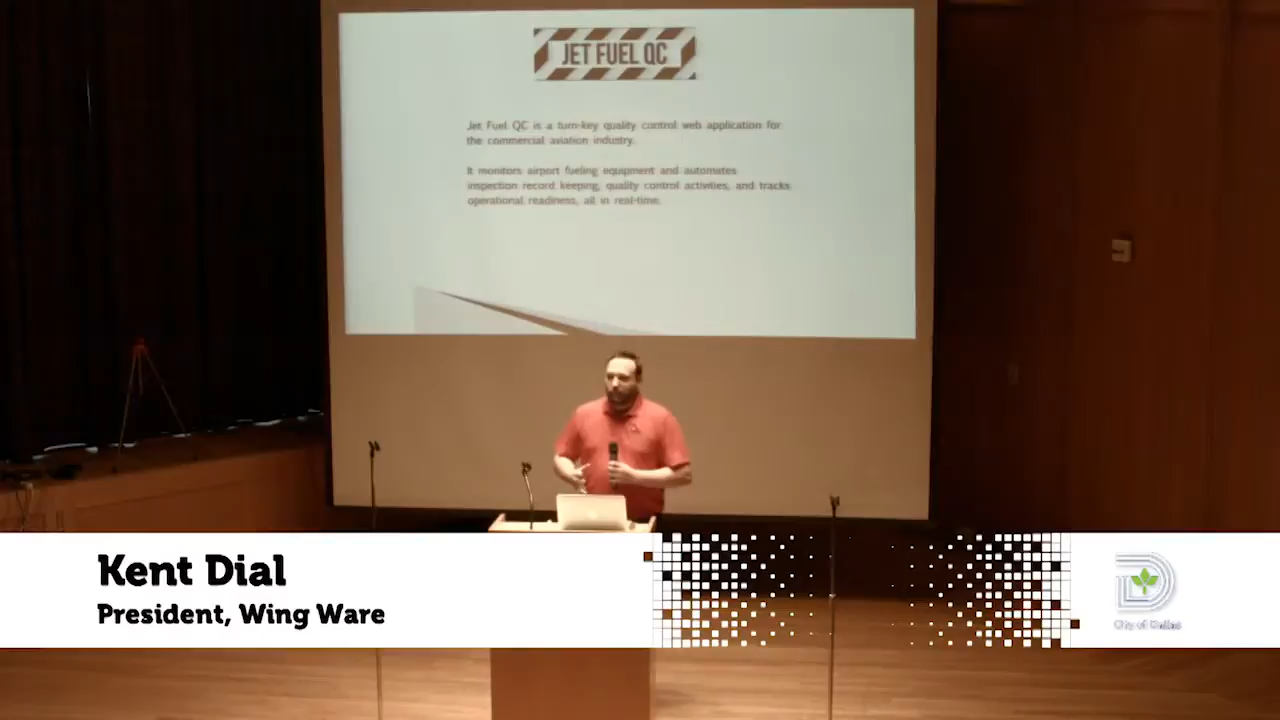 JET FUEL QC
Jet Fuel QC is a turn-key quality control web application for
the commercial aviation industry.
It monitors airport fueling equipment and automates
inspection record keeping, quality control activities, and tracks
operational readiness, all in real-time.
Kent Dial
President, Wing Ware
City of Dallas